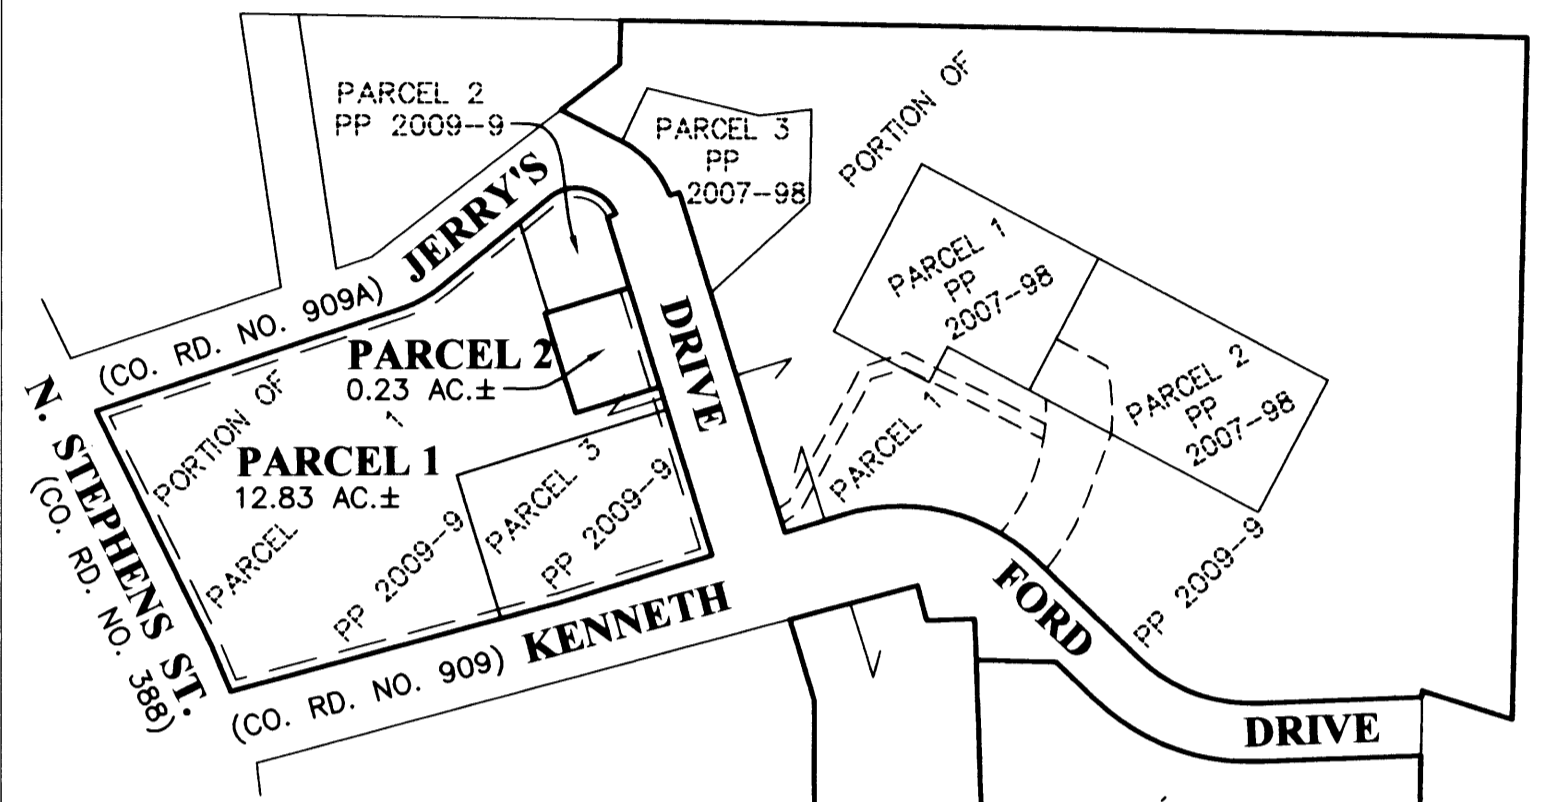 PARCEL 2
PP 2009-9
PARCEL 3
PP
2007-98
PORTION OF
JERRY'S
DRIVE
(CO. RD. NO. 909A)
PARCEL 1
PP
2007-98
PARCEL 2
PP
2007-98
PARCEL 2
0.23 AC.±
PORTION OF
1
PARCEL
PP 2009-9
PARCEL 1
12.83 AC.±
PARCEL 3
PP 2009-9
PARCEL 1
PP 2009-9
N. STEPHENS ST.
(CO. RD. NO. 388)
(CO. RD. NO. 909)
KENNETH
FORD
DRIVE